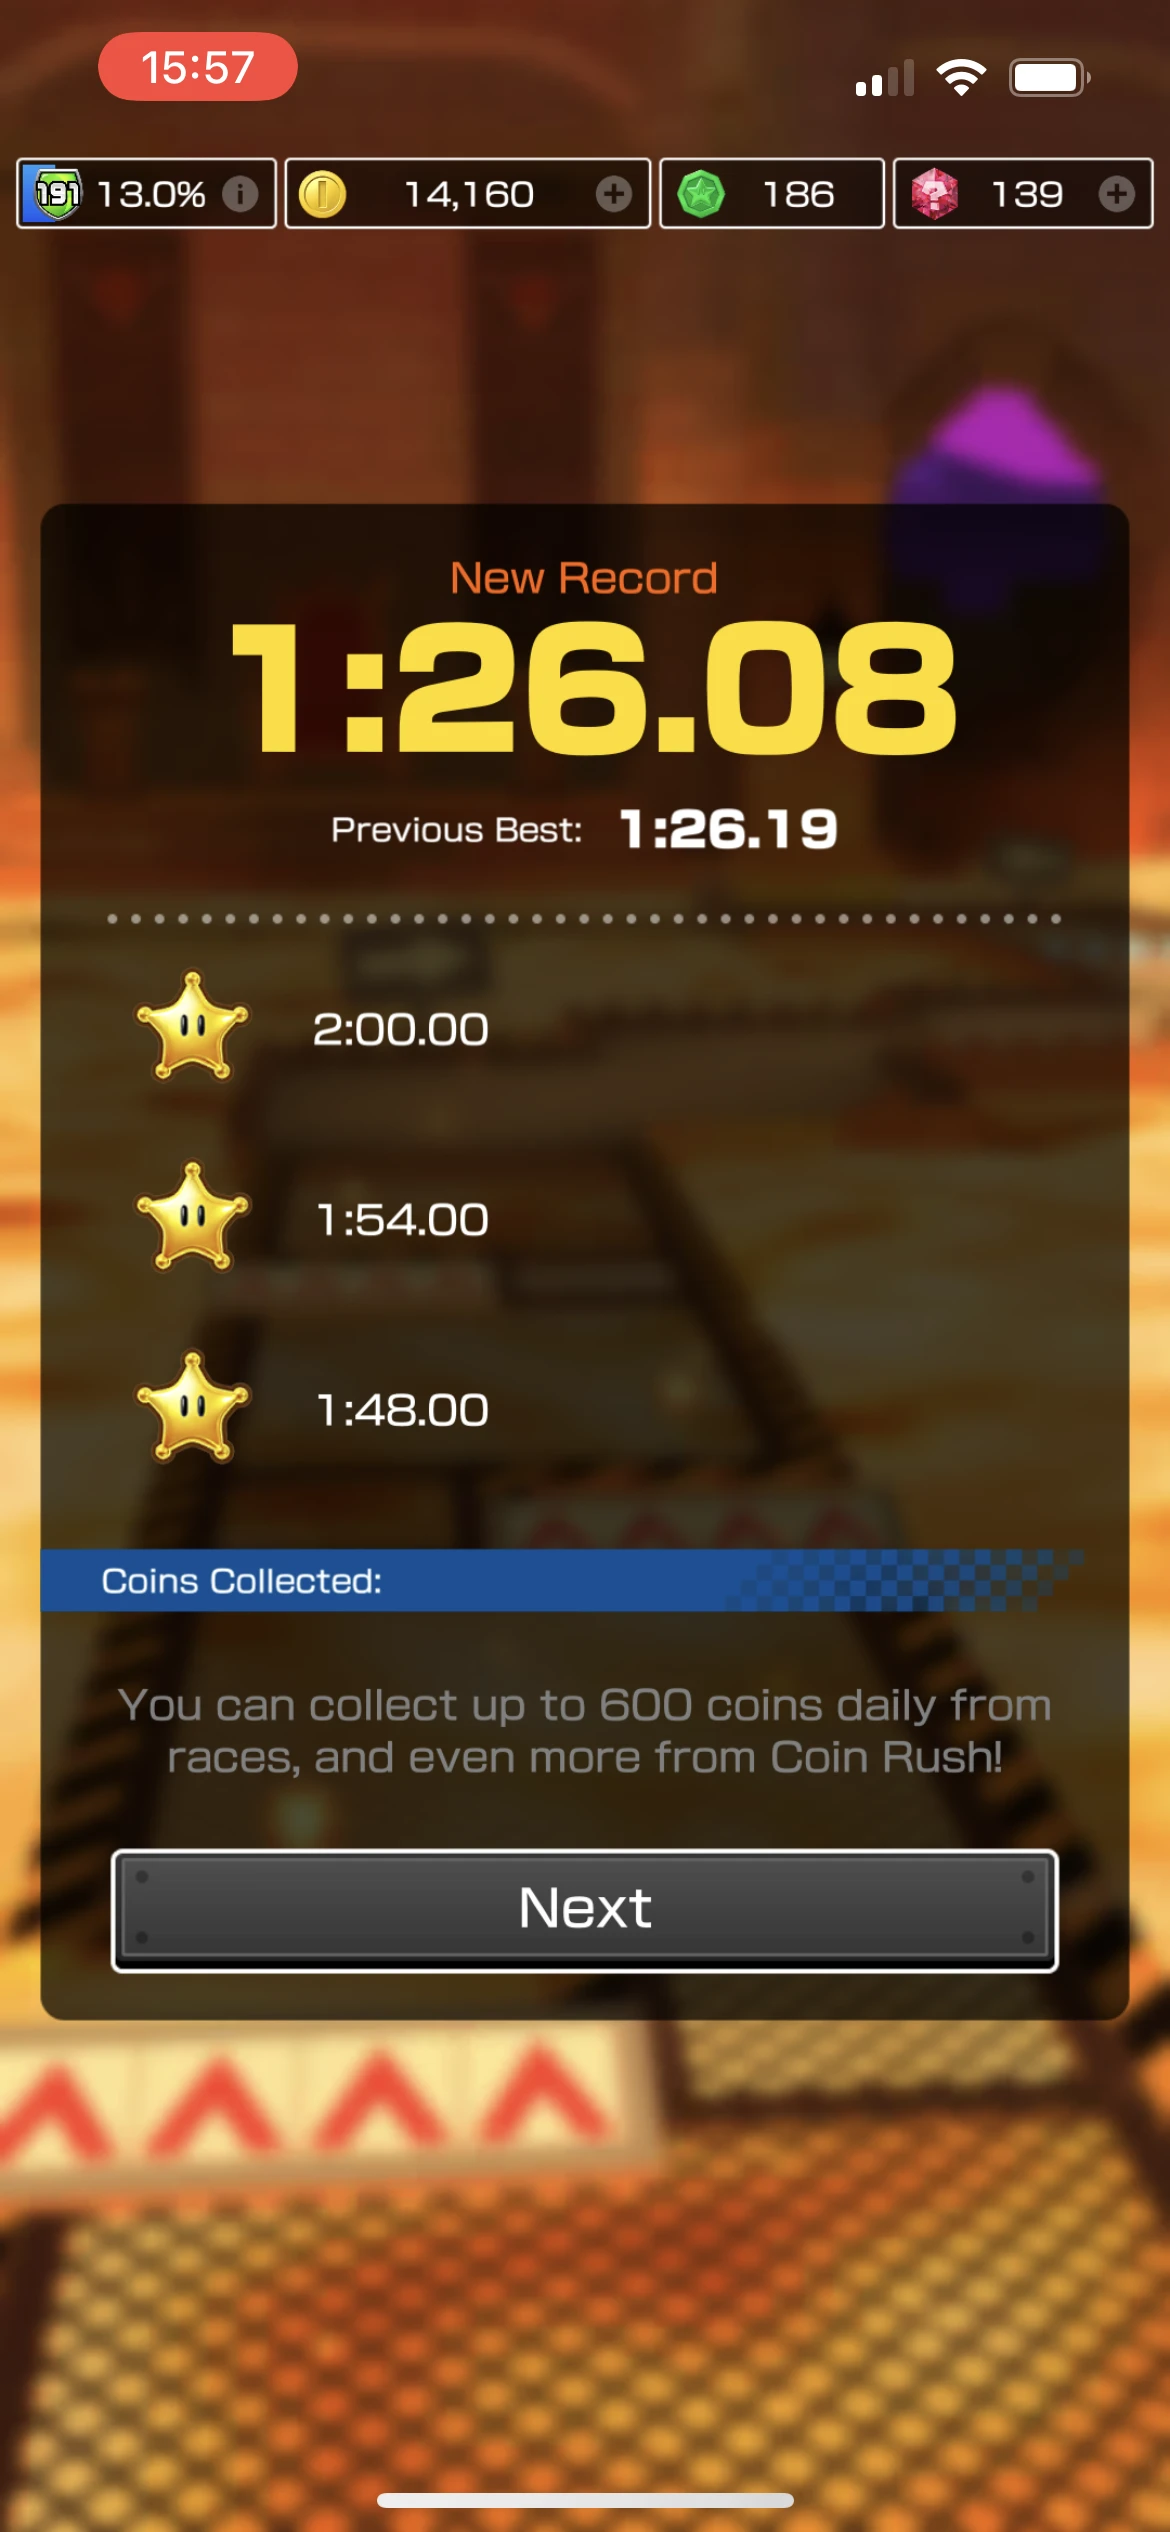 15:57
191 13.0% i 14,160 + 186 ? 139 +
New Record
1:26.08
Previous Best: 1:26.19
2:00.00
1:54.00
1:48.00
Coins Collected:
You can collect up to 600 coins daily from
races, and even more from Coin Rush!
Next